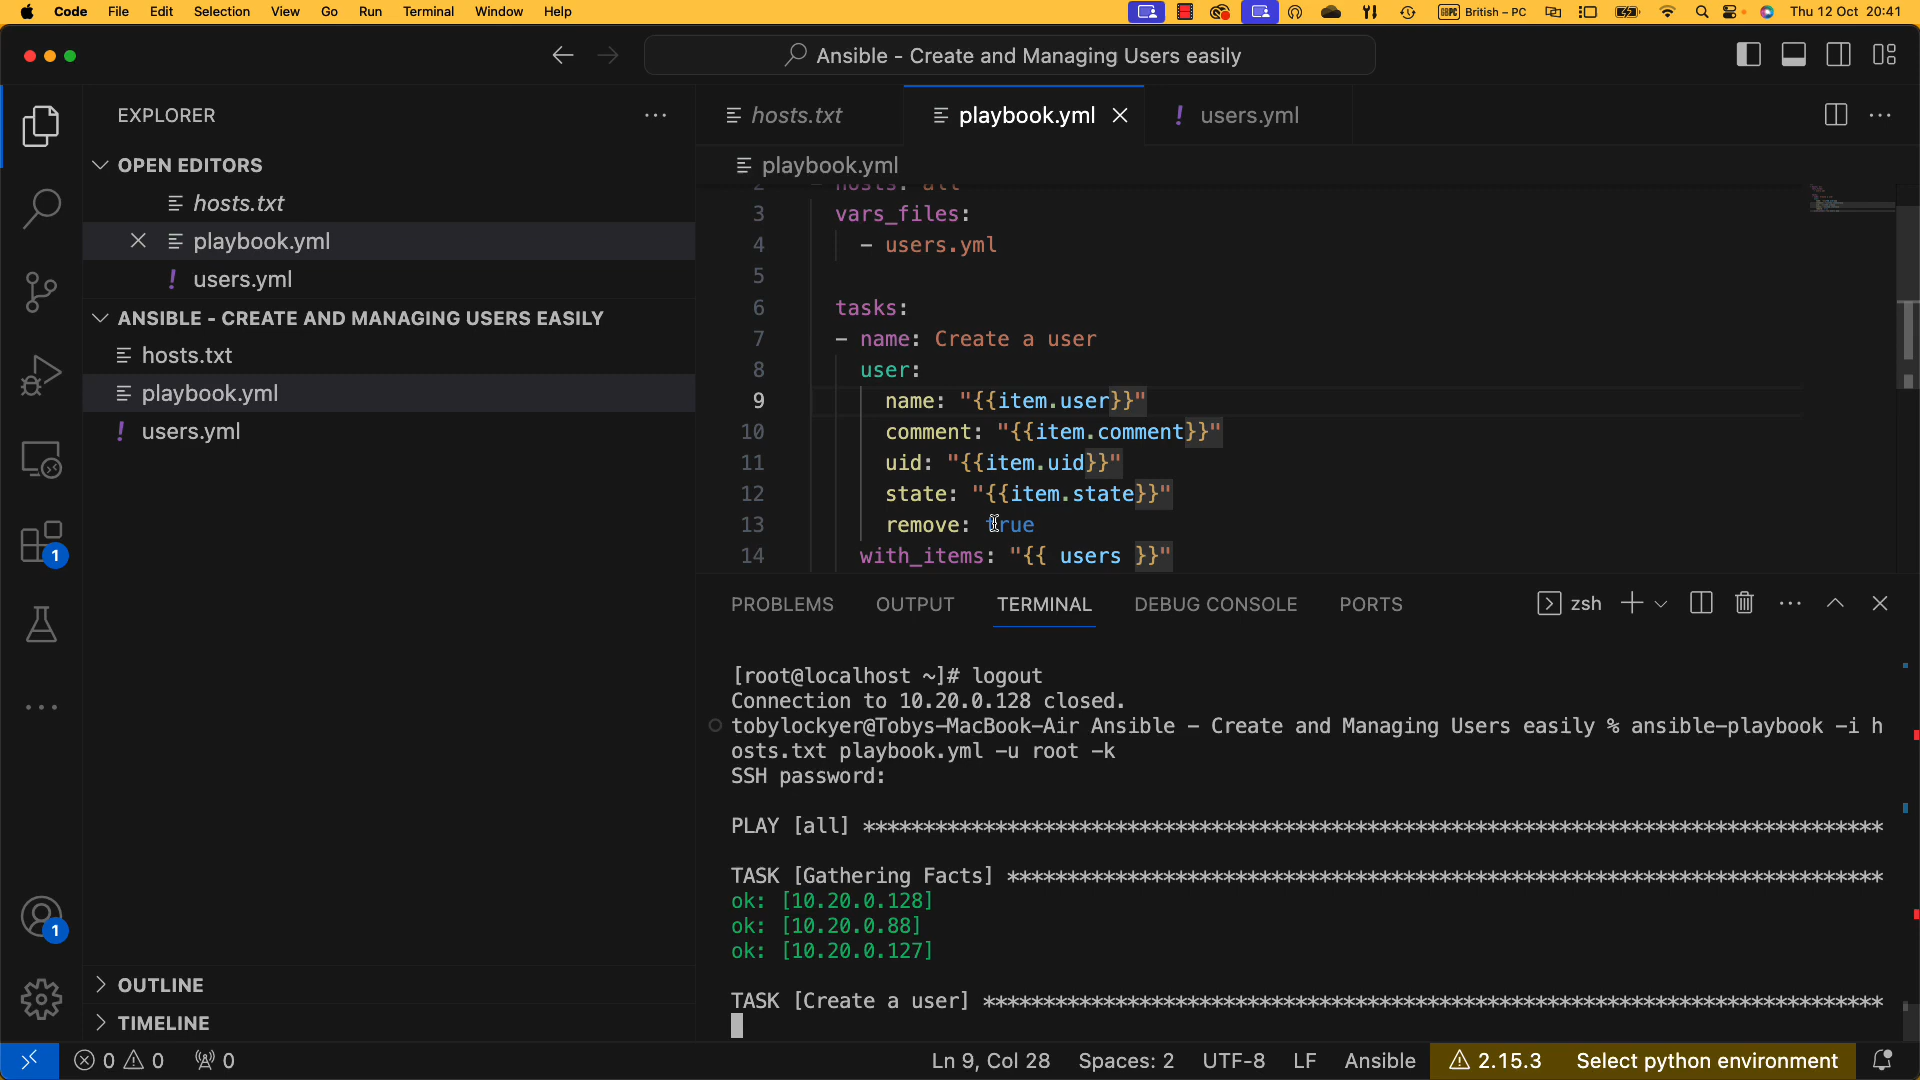 Code File Edit Selection View Go Run Terminal Window Help British – PC Thu 12 Oct 20:41
Ansible - Create and Managing Users easily
EXPLORER
OPEN EDITORS
hosts.txt
playbook.yml
users.yml
ANSIBLE - CREATE AND MANAGING USERS EASILY
hosts.txt
playbook.yml
users.yml
OUTLINE
TIMELINE
1
1
hosts.txt playbook.yml users.yml
playbook.yml
2 - hosts: all
3 vars_files:
4 - users.yml
5
6 tasks:
7 - name: Create a user
8 user:
9 name: "{{item.user}}"
10 comment: "{{item.comment}}"
11 uid: "{{item.uid}}"
12 state: "{{item.state}}"
13 remove: true
14 with_items: "{{ users }}"
PROBLEMS OUTPUT TERMINAL DEBUG CONSOLE PORTS zsh
[root@localhost ~]# logout
Connection to 10.20.0.128 closed.
tobylockyer@Tobys-MacBook-Air Ansible - Create and Managing Users easily % ansible-playbook -i h
osts.txt playbook.yml -u root -k
SSH password:
PLAY [all] *********************************************************************************
TASK [Gathering Facts] *********************************************************************
ok: [10.20.0.128]
ok: [10.20.0.88]
ok: [10.20.0.127]
TASK [Create a user] ***********************************************************************
0 0 0 Ln 9, Col 28 Spaces: 2 UTF-8 LF Ansible 2.15.3 Select python environment